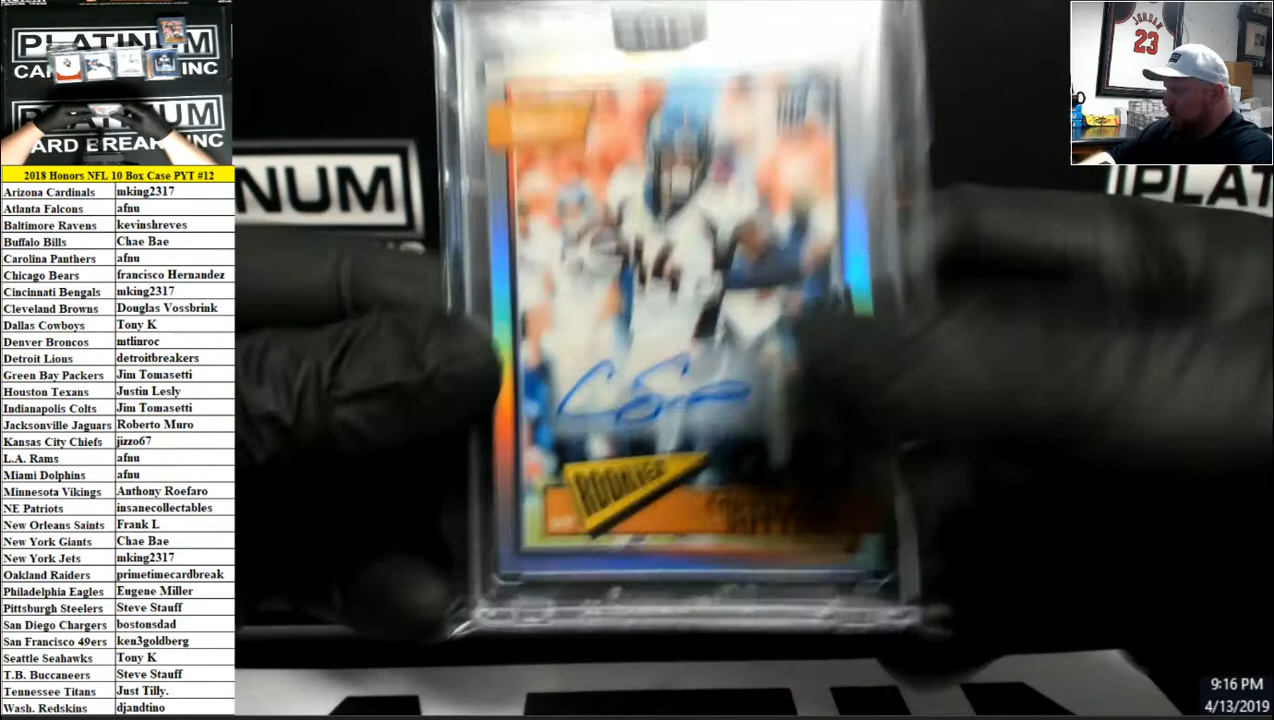 PLATINUM
CA INC
PLATINUM
ARD BREAK INC
JORDAN
23
NUM
PLAT
2018 Honors NFL 10 Box Case PYT #12
Arizona Cardinals mking2317
Atlanta Falcons afnu
Baltimore Ravens kevinshreves
Buffalo Bills Chae Bae
Carolina Panthers afnu
Chicago Bears francisco Hernandez
Cincinnati Bengals mking2317
Cleveland Browns Douglas Vossbrink
Dallas Cowboys Tony K
Denver Broncos mtlinroc
Detroit Lions detroitbreakers
Green Bay Packers Jim Tomasetti
Houston Texans Justin Lesly
Indianapolis Colts Jim Tomasetti
Jacksonville Jaguars Roberto Muro
Kansas City Chiefs jizzo67
L.A. Rams afnu
Miami Dolphins afnu
Minnesota Vikings Anthony Roefaro
NE Patriots insanecollectables
New Orleans Saints Frank L
New York Giants Chae Bae
New York Jets mking2317
Oakland Raiders primetimecardbreak
Philadelphia Eagles Eugene Miller
Pittsburgh Steelers Steve Stauff
San Diego Chargers bostonsdad
San Francisco 49ers ken3goldberg
Seattle Seahawks Tony K
T.B. Buccaneers Steve Stauff
Tennessee Titans Just Tilly.
Wash. Redskins djandtino
14
9:16 PM
4/13/2019